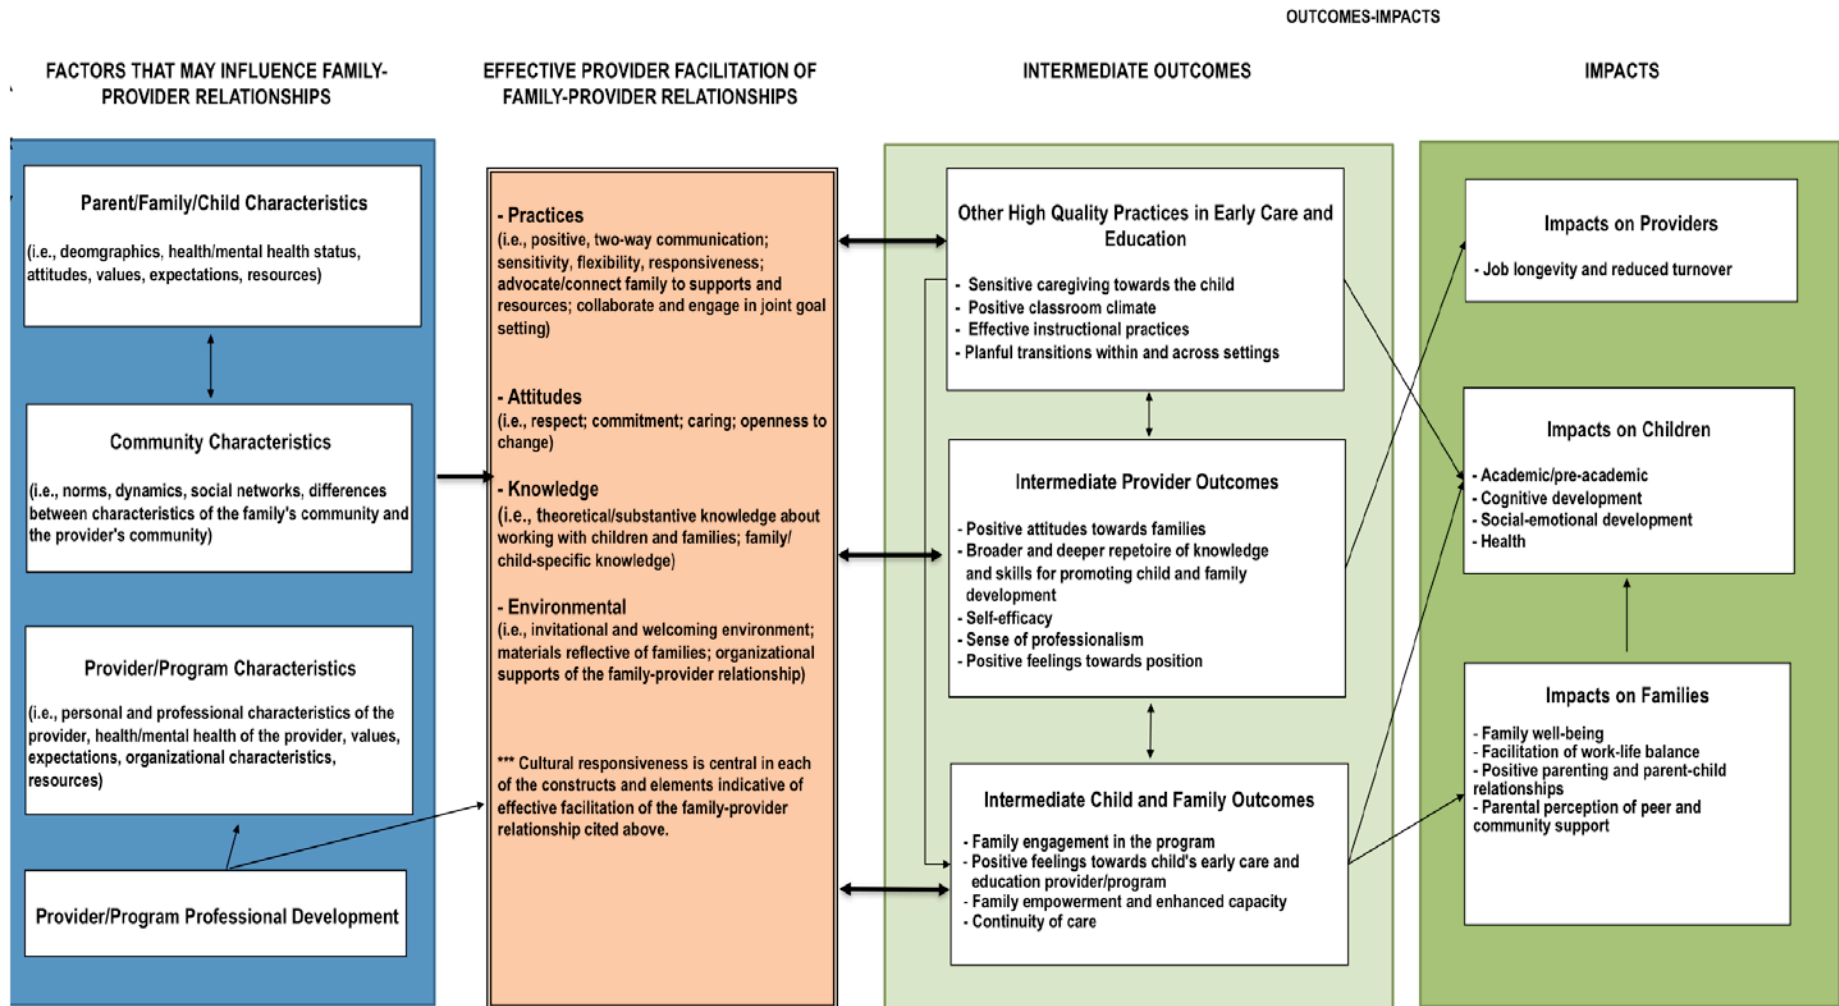 OUTCOMES-IMPACTS
FACTORS THAT MAY INFLUENCE FAMILY-
PROVIDER RELATIONSHIPS
EFFECTIVE PROVIDER FACILITATION OF
FAMILY-PROVIDER RELATIONSHIPS
INTERMEDIATE OUTCOMES
IMPACTS
Parent/Family/Child Characteristics
(i.e., deomgraphics, health/mental health status,
attitudes, values, expectations, resources)
Community Characteristics
(i.e., norms, dynamics, social networks, differences
between characteristics of the family's community and
the provider's community)
Provider/Program Characteristics
(i.e., personal and professional characteristics of the
provider, health/mental health of the provider, values,
expectations, organizational characteristics,
resources)
Provider/Program Professional Development
- Practices
(i.e., positive, two-way communication;
sensitivity, flexibility, responsiveness;
advocate/connect family to supports and
resources; collaborate and engage in joint goal
setting)
- Attitudes
(i.e., respect; commitment; caring; openness to
change)
- Knowledge
(i.e., theoretical/substantive knowledge about
working with children and families; family/
child-specific knowledge)
- Environmental
(i.e., invitational and welcoming environment;
materials reflective of families; organizational
supports of the family-provider relationship)
*** Cultural responsiveness is central in each
of the constructs and elements indicative of
effective facilitation of the family-provider
relationship cited above.
Other High Quality Practices in Early Care and
Education
- Sensitive caregiving towards the child
- Positive classroom climate
- Effective instructional practices
- Planful transitions within and across settings
Intermediate Provider Outcomes
- Positive attitudes towards families
- Broader and deeper repetoire of knowledge
and skills for promoting child and family
development
- Self-efficacy
- Sense of professionalism
- Positive feelings towards position
Intermediate Child and Family Outcomes
- Family engagement in the program
- Positive feelings towards child's early care and
education provider/program
- Family empowerment and enhanced capacity
- Continuity of care
Impacts on Providers
- Job longevity and reduced turnover
Impacts on Children
- Academic/pre-academic
- Cognitive development
- Social-emotional development
- Health
Impacts on Families
- Family well-being
- Facilitation of work-life balance
- Positive parenting and parent-child
relationships
- Parental perception of peer and
community support